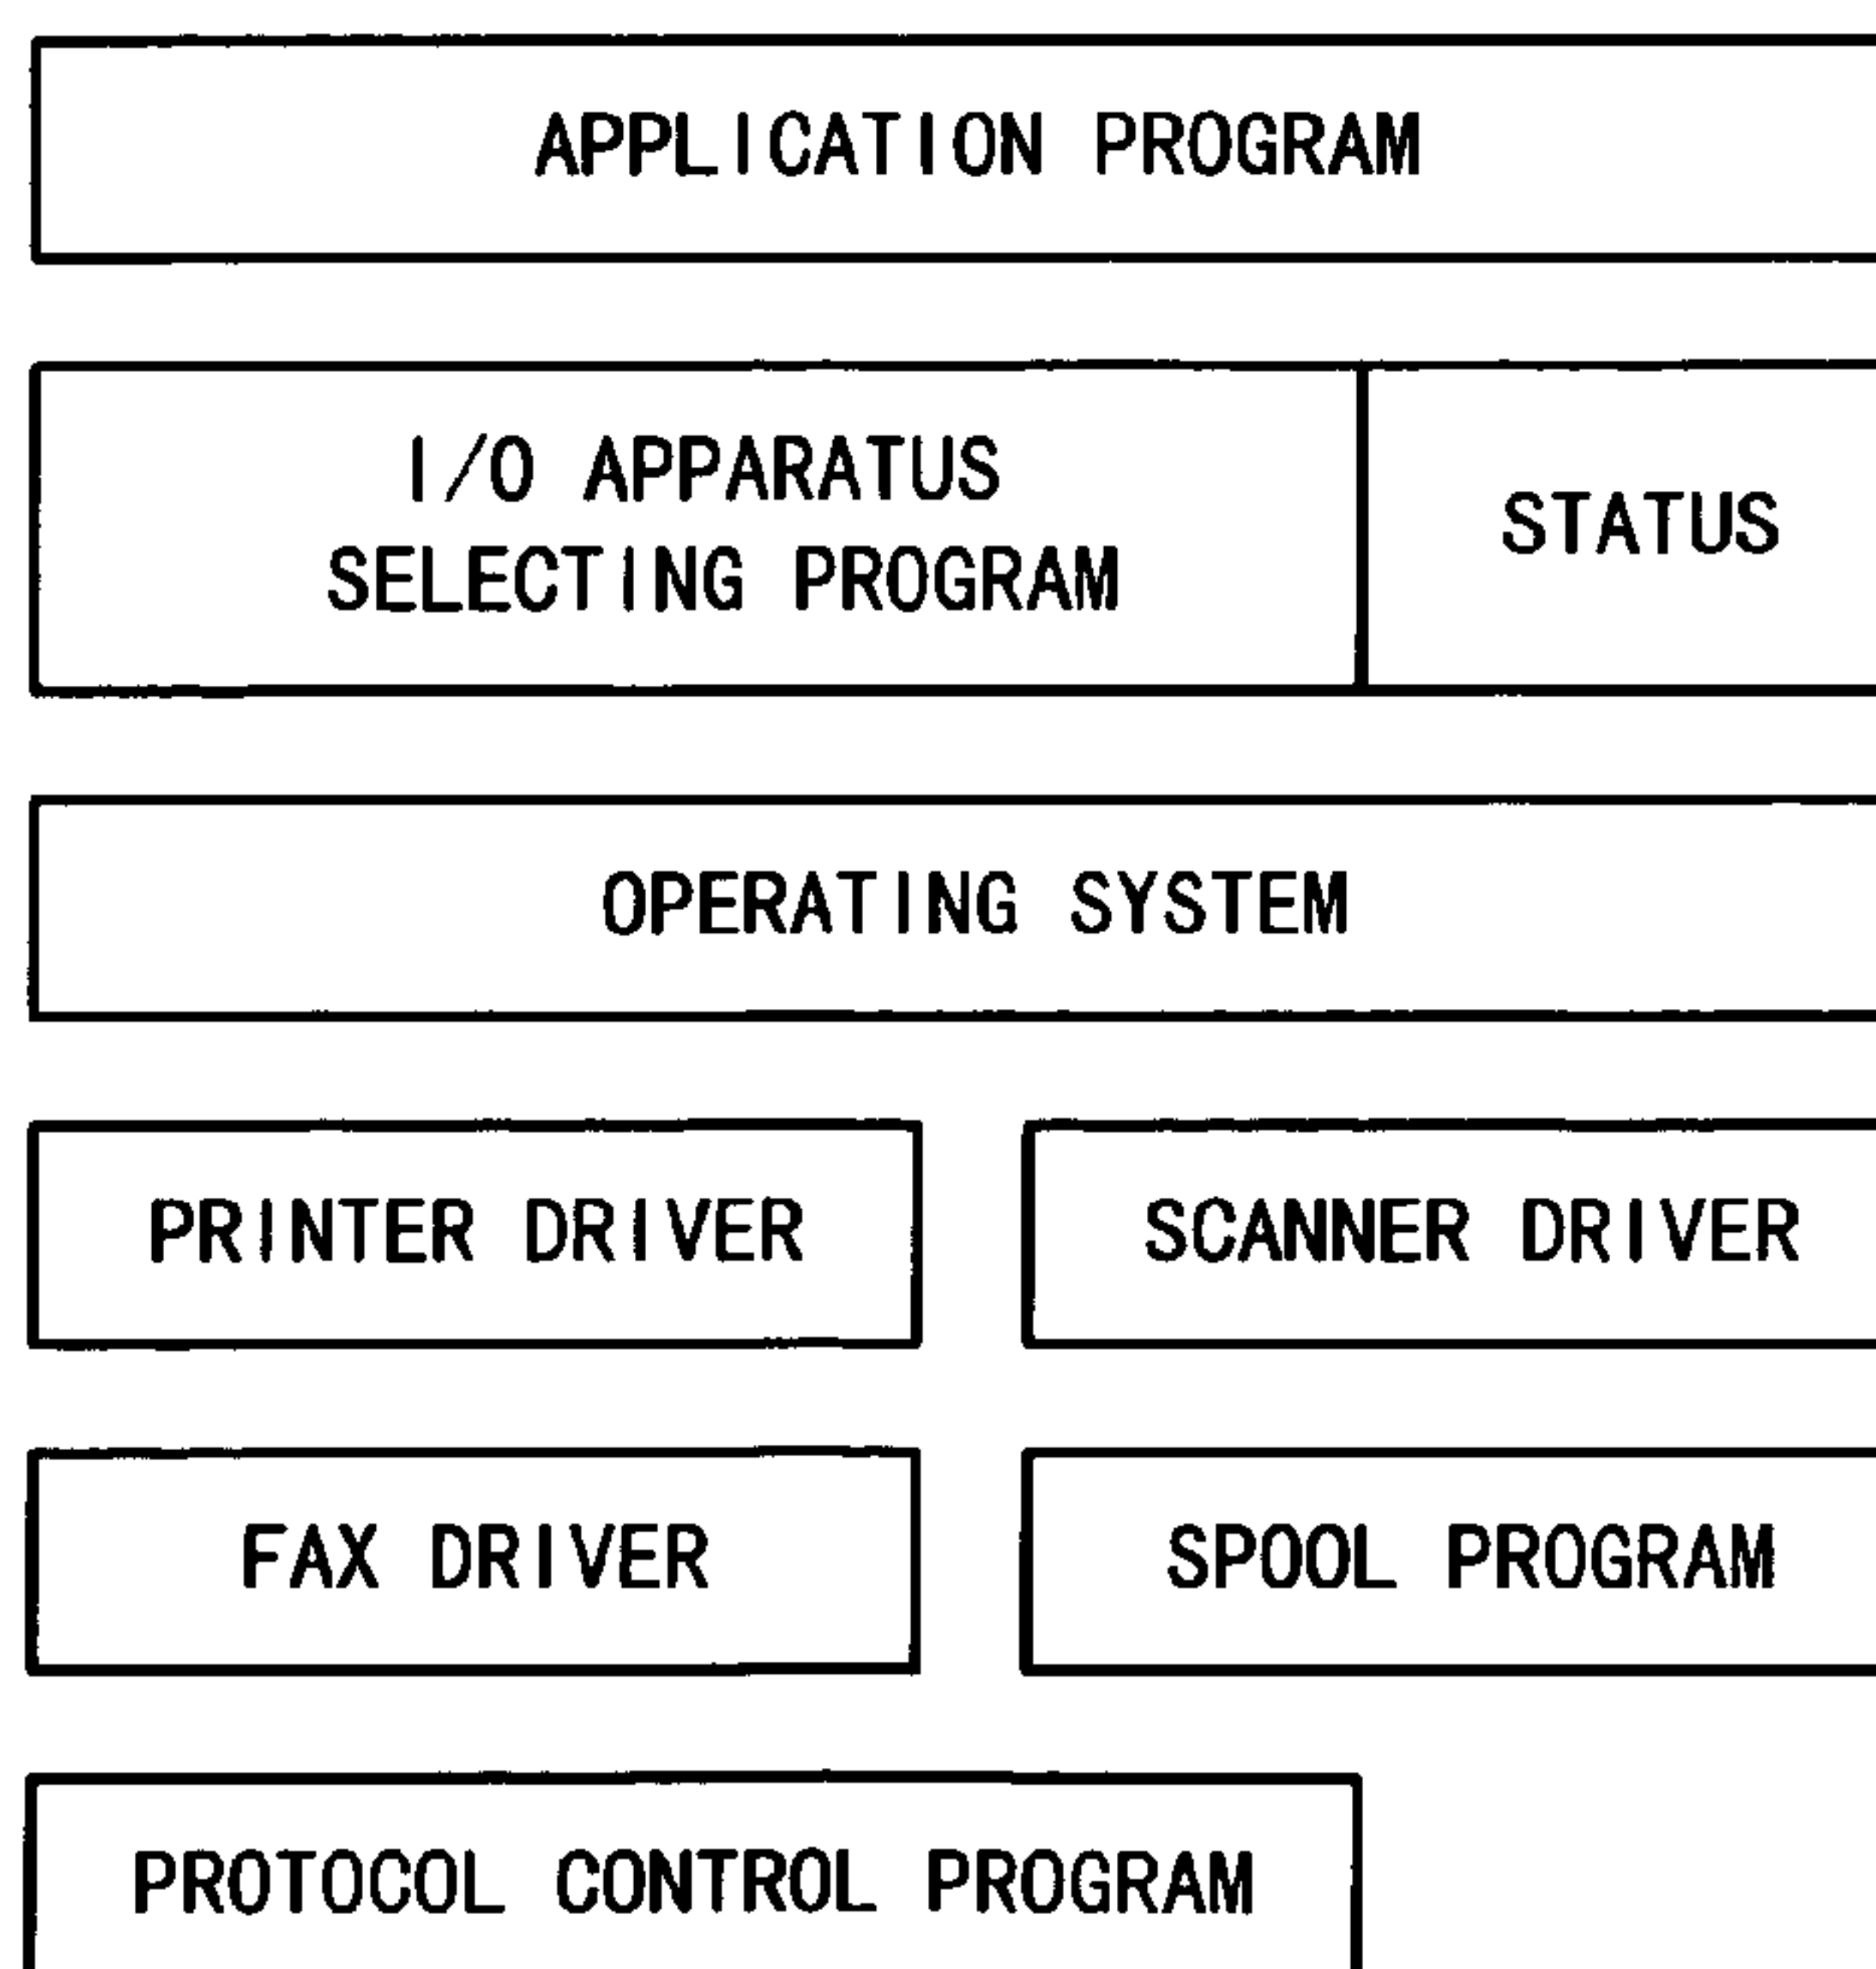 APPLICATION PROGRAM
I/O APPARATUS
SELECTING PROGRAM
STATUS
OPERATING SYSTEM
PRINTER DRIVER
SCANNER DRIVER
FAX DRIVER
SPOOL PROGRAM
PROTOCOL CONTROL PROGRAM